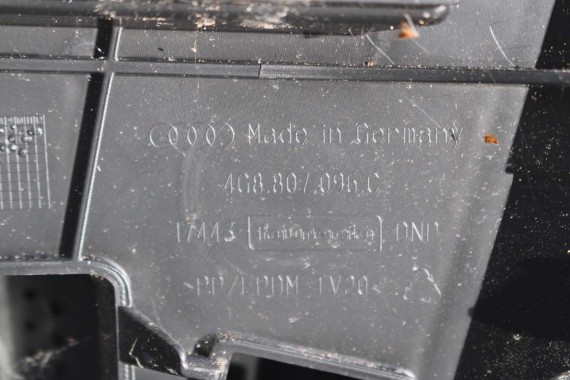 Made in Germany
4G8.807.096.C
17443 DNP
>PP/EPDM-TV20<